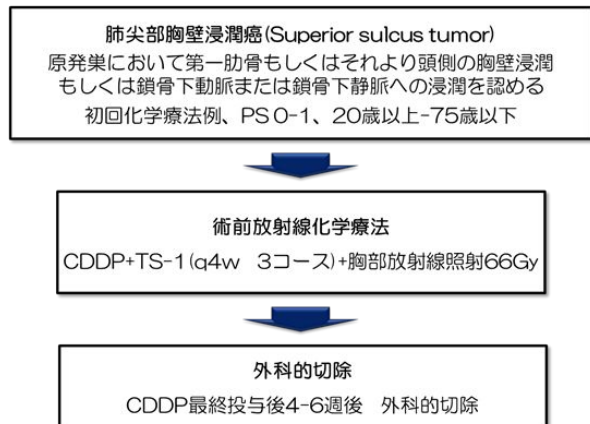 肺尖部胸壁浸潤癌(Superior sulcus tumor)
原発巣において第一肋骨もしくはそれより頭側の胸壁浸潤
もしくは鎖骨下動脈または鎖骨下静脈への浸潤を認める
初回化学療法例、PS 0-1、20歳以上-75歳以下
術前放射線化学療法
CDDP+TS-1(q4w 3コース)+胸部放射線照射66Gy
外科的切除
CDDP最終投与後4-6週後 外科的切除